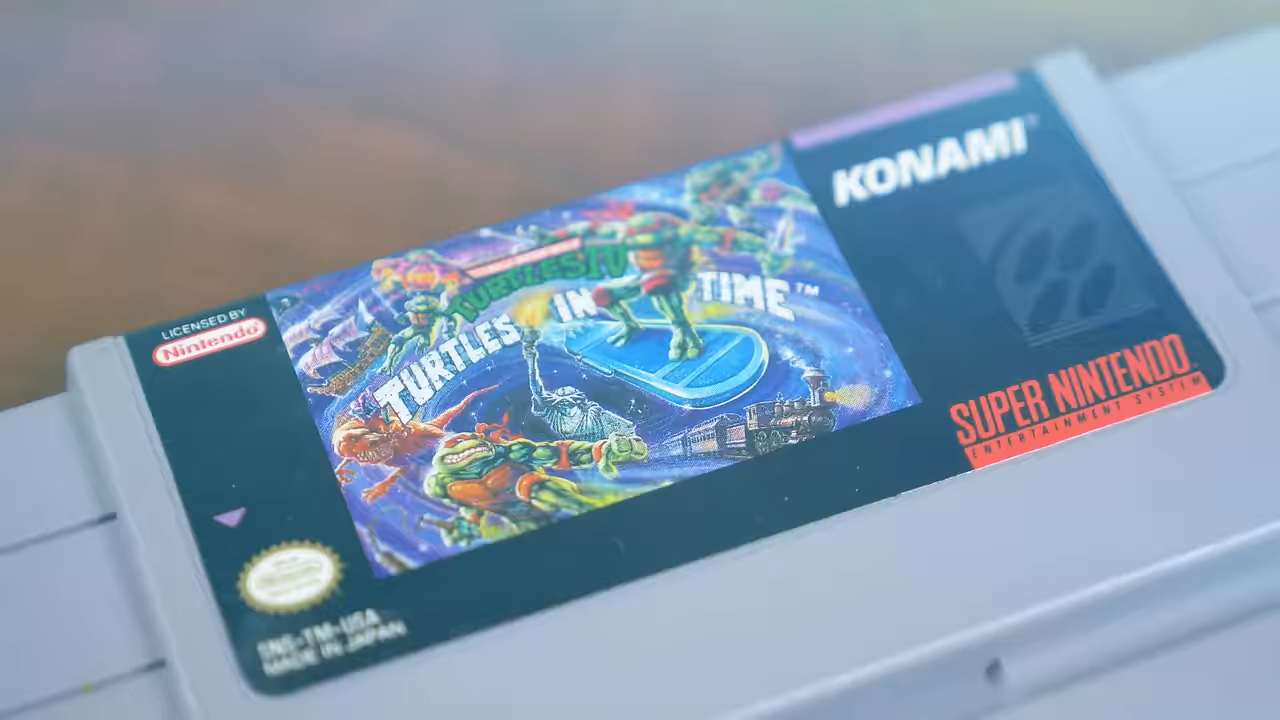 LICENSED BY
Nintendo®
TURTLES IV
TURTLES IN TIME™
KONAMI®
SUPER NINTENDO
ENTERTAINMENT SYSTEM
SNS-TM-USA
MADE IN JAPAN